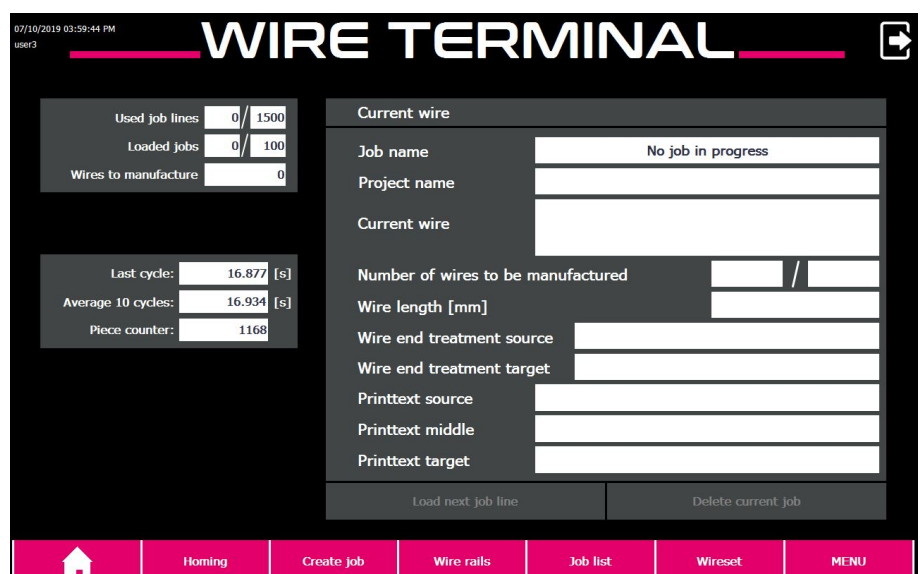 07/10/2019 03:59:44 PM
user3
WIRE TERMINAL
Used job lines 0 / 1500
Loaded jobs 0 / 100
Wires to manufacture 0
Last cycle: 16.877 [s]
Average 10 cycles: 16.934 [s]
Piece counter: 1168
Current wire
Job name No job in progress
Project name
Current wire
Number of wires to be manufactured /
Wire length [mm]
Wire end treatment source
Wire end treatment target
Printtext source
Printtext middle
Printtext target
Load next job line Delete current job
Homing Create job Wire rails Job list Wireset MENU